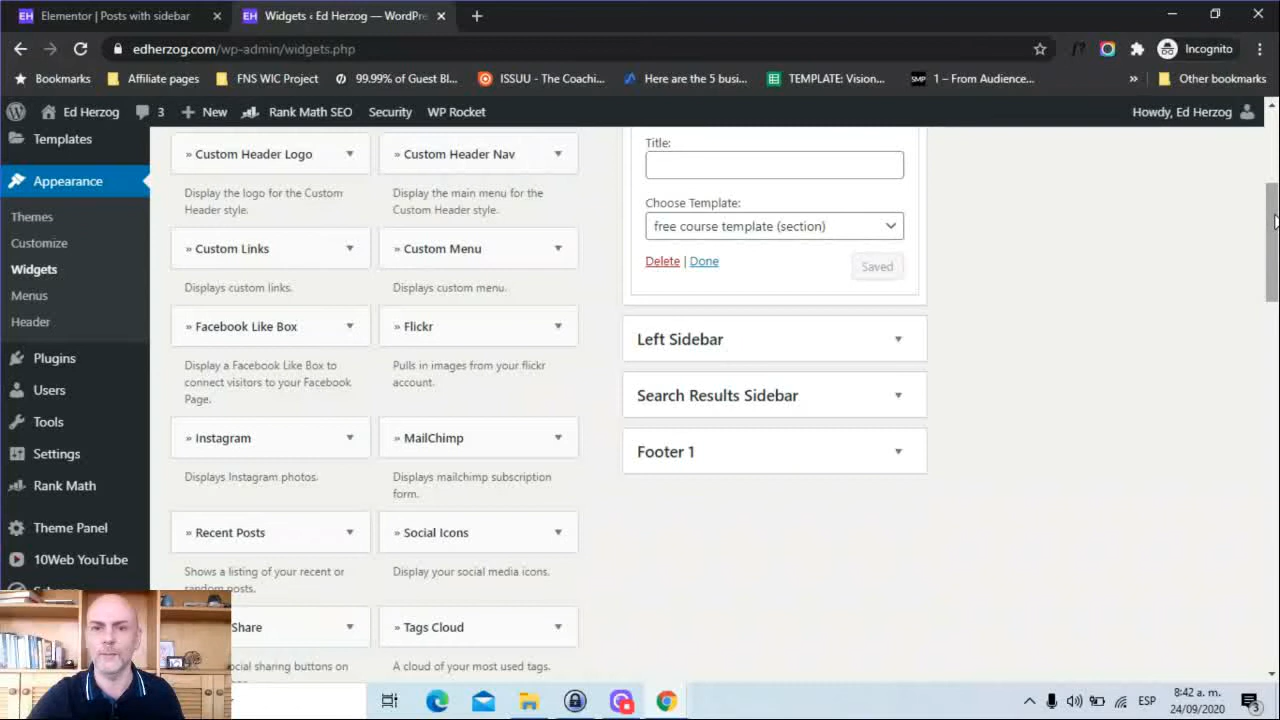 Elementor | Posts with sidebar
Widgets ‹ Ed Herzog — WordPre
edherzog.com/wp-admin/widgets.php
Incognito
Bookmarks
Affiliate pages
FNS WIC Project
99.99% of Guest Bl...
ISSUU - The Coachi...
Here are the 5 busi...
TEMPLATE: Vision...
1 – From Audience...
Other bookmarks
Ed Herzog
3
New
Rank Math SEO
Security
WP Rocket
Howdy, Ed Herzog
Templates
Appearance
Themes
Customize
Widgets
Menus
Header
Plugins
Users
Tools
Settings
Rank Math
Theme Panel
10Web YouTube
» Custom Header Logo
» Custom Header Nav
Display the logo for the Custom
Header style.
Display the main menu for the
Custom Header style.
» Custom Links
» Custom Menu
Displays custom links.
Displays custom menu.
» Facebook Like Box
» Flickr
Display a Facebook Like Box to
connect visitors to your Facebook
Page.
Pulls in images from your flickr
account.
» Instagram
» MailChimp
Displays Instagram photos.
Displays mailchimp subscription
form.
» Recent Posts
» Social Icons
Shows a listing of your recent or
random posts.
Display your social media icons.
Share
» Tags Cloud
ocial sharing buttons on
A cloud of your most used tags.
Title:
Choose Template:
free course template (section)
Delete | Done
Saved
Left Sidebar
Search Results Sidebar
Footer 1
ESP
8:42 a. m.
24/09/2020
3